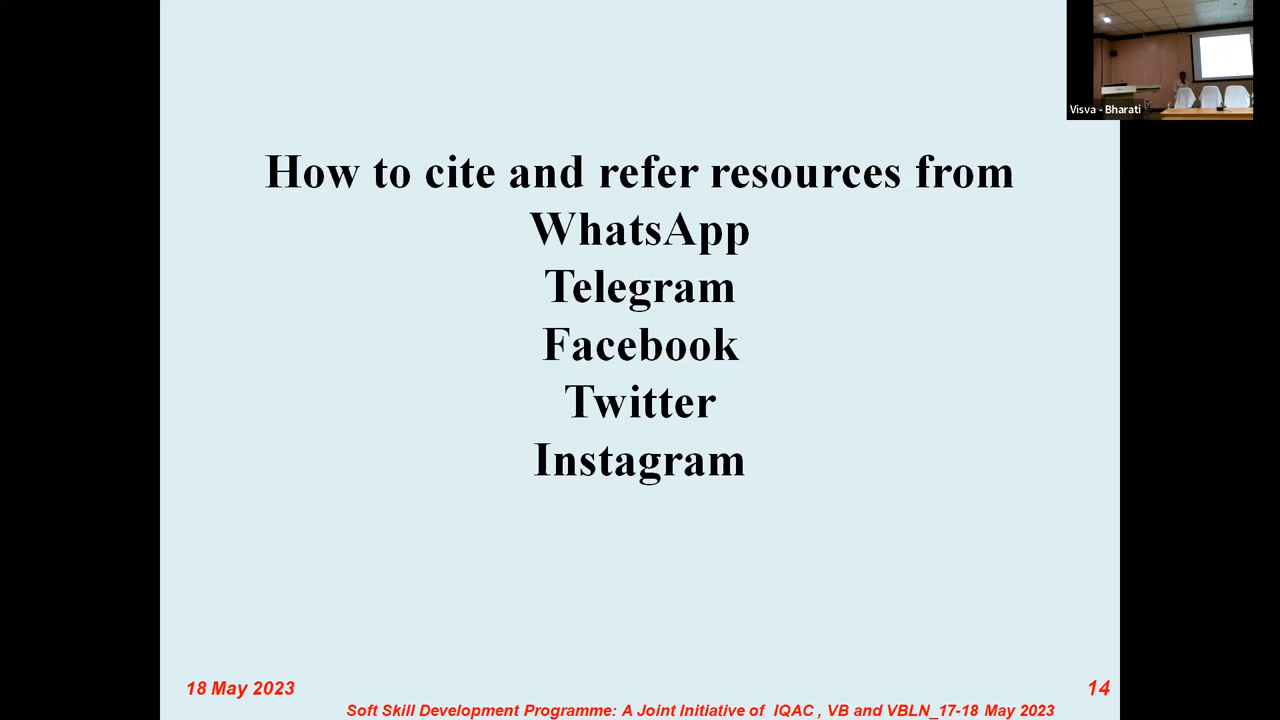 Visva - Bharati
How to cite and refer resources from
WhatsApp
Telegram
Facebook
Twitter
Instagram
18 May 2023
14
Soft Skill Development Programme: A Joint Initiative of  IQAC , VB and VBLN_17-18 May 2023